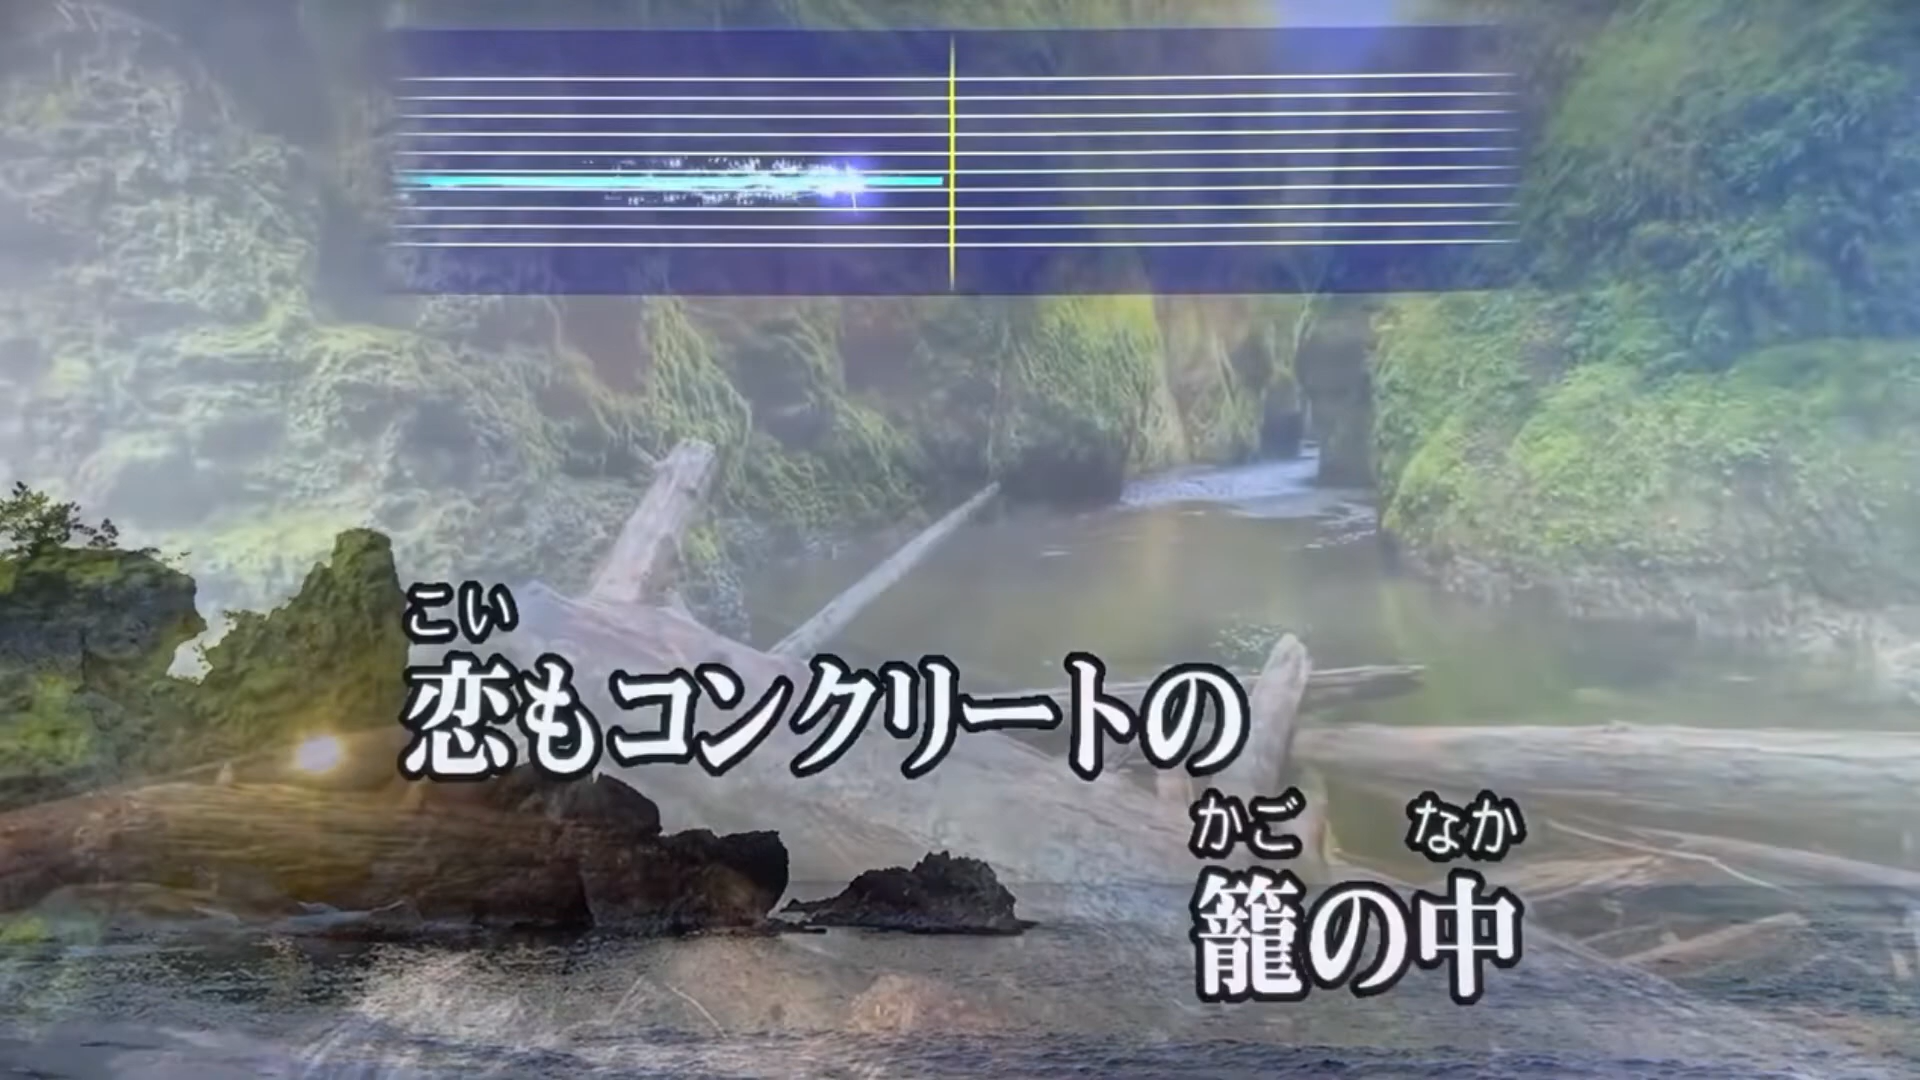 こい
恋もコンクリートの
かご なか
籠の中